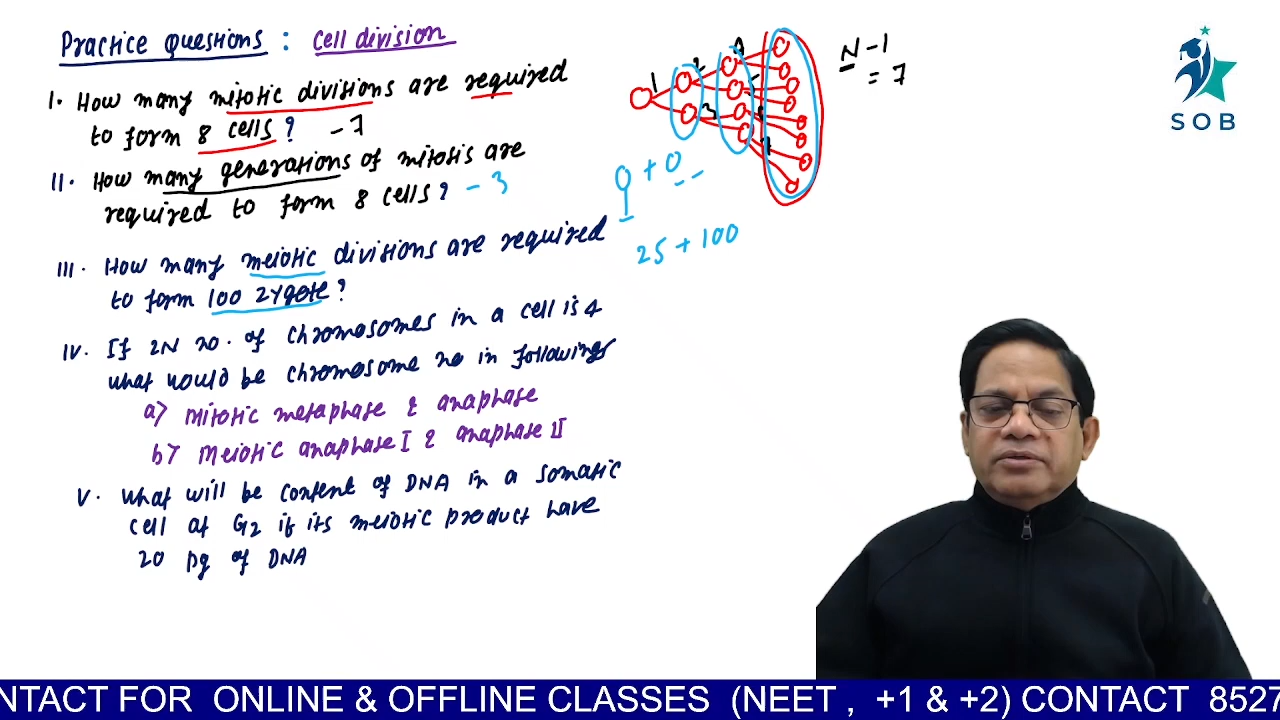 Practice Questions : Cell division
I. How many mitotic divisions are required
to form 8 cells? - 7
II. How many generations of mitosis are
required to form 8 cells? - 3
III. How many meiotic divisions are required
to form 100 zygote?
IV. If 2N no. of chromosomes in a cell is 4
what would be chromosome no in followings
a) Mitotic metaphase & anaphase
b) Meiotic anaphase I & anaphase II
V. What will be content of DNA in a somatic
cell at G2 if its meiotic product have
20 pg of DNA
1 2 3 4
N - 1
= 7
25 + 100
SOB
NTACT FOR ONLINE & OFFLINE CLASSES (NEET , +1 & +2) CONTACT 8527